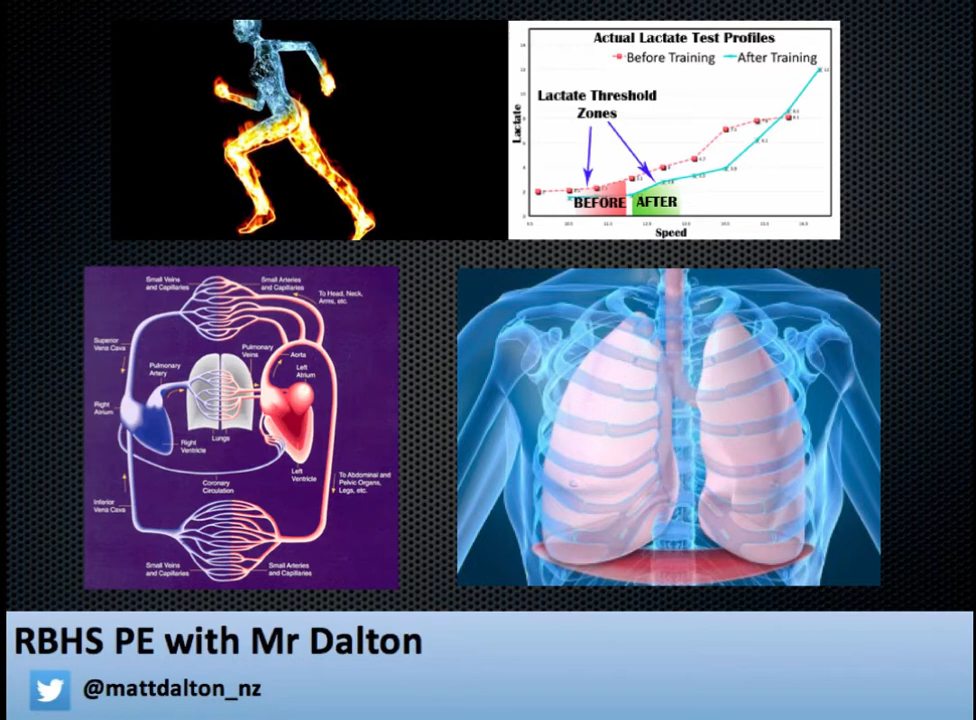 Actual Lactate Test Profiles
Before Training After Training
Lactate Threshold
Zones
Lactate
BEFORE AFTER
Speed
Small Veins
and Capillaries
Small Arteries
and Capillaries
To Head, Neck,
Arms, etc.
Superior
Vena Cava
Pulmonary
Artery
Pulmonary
Veins
Aorta
Left
Atrium
Right
Atrium
Right
Ventricle
Lungs
Left
Ventricle
Coronary
Circulation
To Abdominal and
Pelvic Organs,
Legs, etc.
Inferior
Vena Cava
Small Veins
and Capillaries
Small Arteries
and Capillaries
RBHS PE with Mr Dalton
@mattdalton_nz